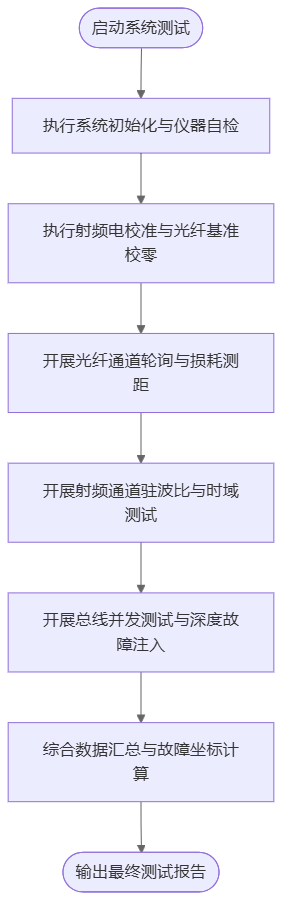 启动系统测试
执行系统初始化与仪器自检
执行射频电校准与光纤基准
校零
开展光纤通道轮询与损耗测
距
开展射频通道驻波比与时域
测试
开展总线并发测试与深度故
障注入
综合数据汇总与故障坐标计
算
输出最终测试报告